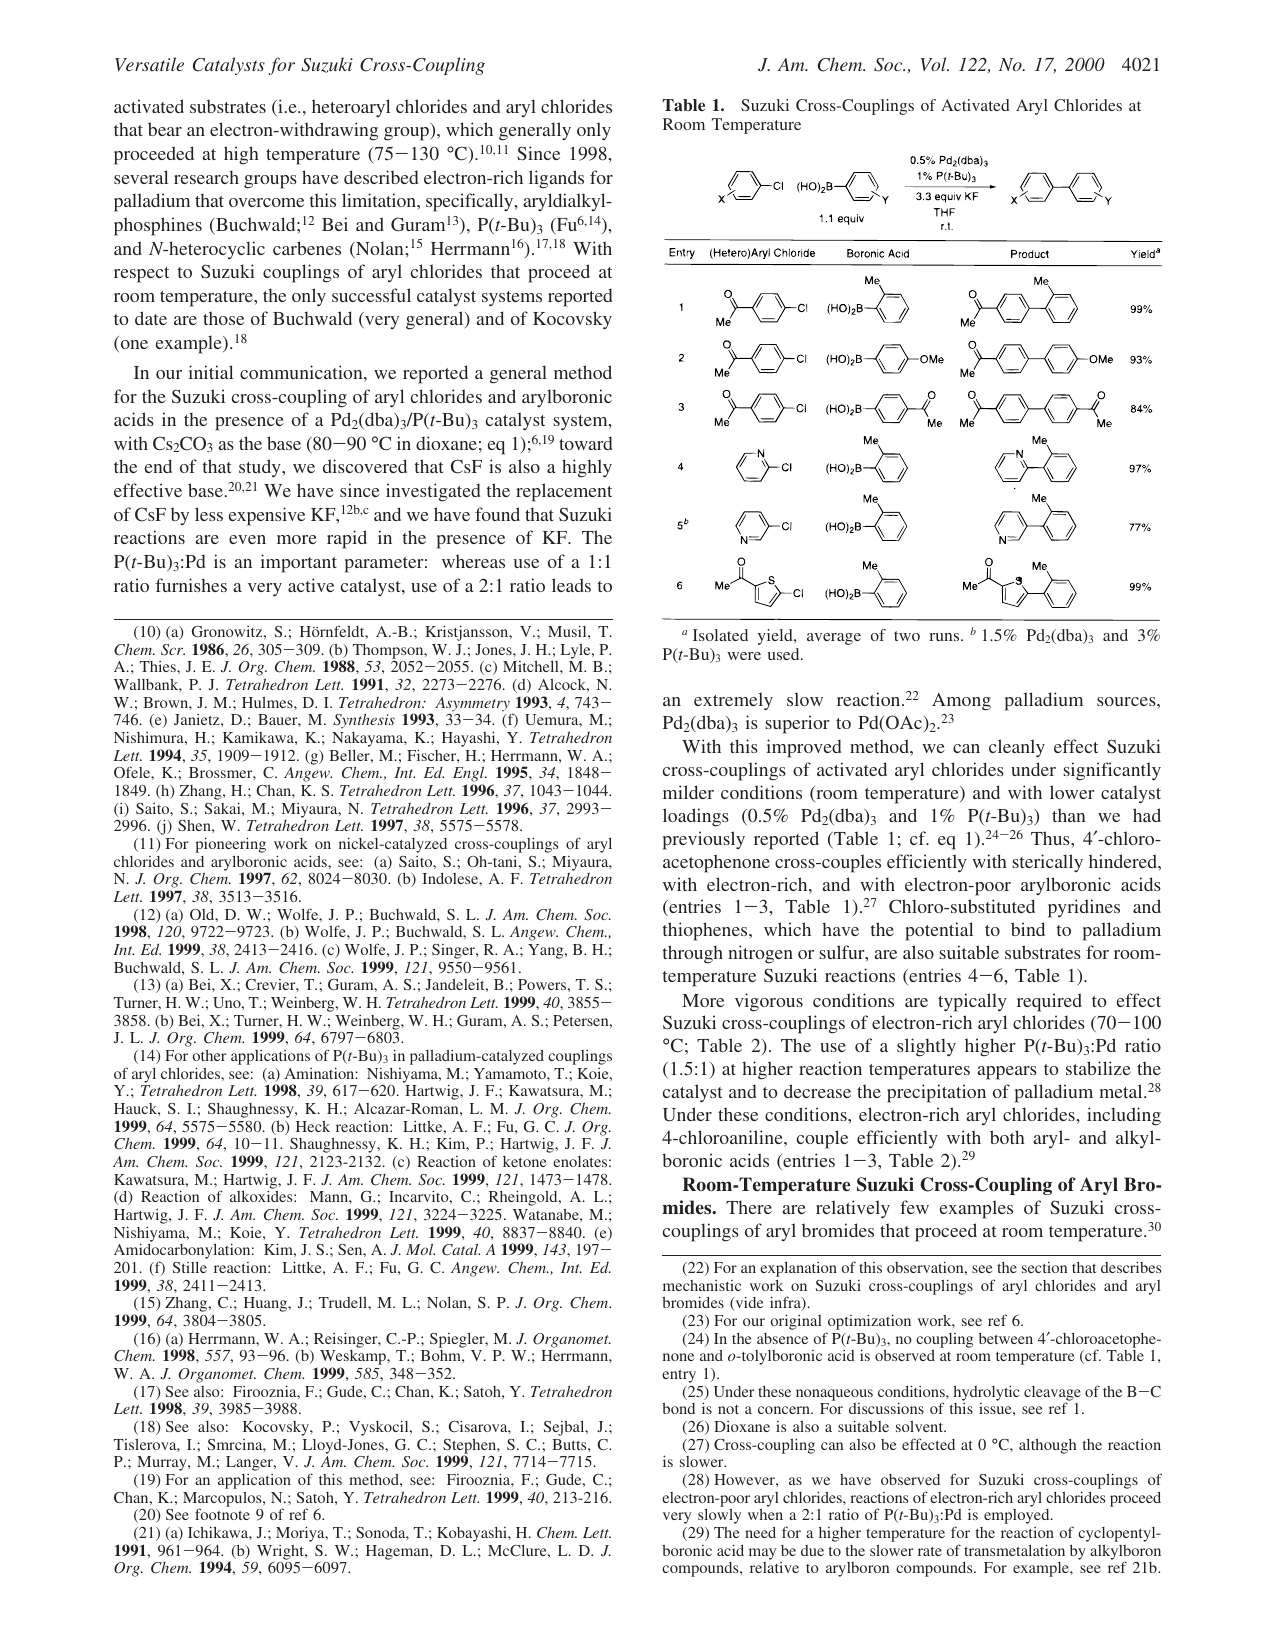 Versatile Catalysts for Suzuki Cross-Coupling
J. Am. Chem. Soc., Vol. 122, No. 17, 2000 4021
activated substrates (i.e., heteroaryl chlorides and aryl chlorides
that bear an electron-withdrawing group), which generally only
proceeded at high temperature (75−130 °C).10,11 Since 1998,
several research groups have described electron-rich ligands for
palladium that overcome this limitation, specifically, aryldialkyl-
phosphines (Buchwald;12 Bei and Guram13), P(t-Bu)3 (Fu6,14),
and N-heterocyclic carbenes (Nolan;15 Herrmann16).17,18 With
respect to Suzuki couplings of aryl chlorides that proceed at
room temperature, the only successful catalyst systems reported
to date are those of Buchwald (very general) and of Kocovsky
(one example).18
In our initial communication, we reported a general method
for the Suzuki cross-coupling of aryl chlorides and arylboronic
acids in the presence of a Pd2(dba)3/P(t-Bu)3 catalyst system,
with Cs2CO3 as the base (80−90 °C in dioxane; eq 1);6,19 toward
the end of that study, we discovered that CsF is also a highly
effective base.20,21 We have since investigated the replacement
of CsF by less expensive KF,12b,c and we have found that Suzuki
reactions are even more rapid in the presence of KF. The
P(t-Bu)3:Pd is an important parameter: whereas use of a 1:1
ratio furnishes a very active catalyst, use of a 2:1 ratio leads to
(10) (a) Gronowitz, S.; Hörnfeldt, A.-B.; Kristjansson, V.; Musil, T.
Chem. Scr. 1986, 26, 305−309. (b) Thompson, W. J.; Jones, J. H.; Lyle, P.
A.; Thies, J. E. J. Org. Chem. 1988, 53, 2052−2055. (c) Mitchell, M. B.;
Wallbank, P. J. Tetrahedron Lett. 1991, 32, 2273−2276. (d) Alcock, N.
W.; Brown, J. M.; Hulmes, D. I. Tetrahedron: Asymmetry 1993, 4, 743−
746. (e) Janietz, D.; Bauer, M. Synthesis 1993, 33−34. (f) Uemura, M.;
Nishimura, H.; Kamikawa, K.; Nakayama, K.; Hayashi, Y. Tetrahedron
Lett. 1994, 35, 1909−1912. (g) Beller, M.; Fischer, H.; Herrmann, W. A.;
Ofele, K.; Brossmer, C. Angew. Chem., Int. Ed. Engl. 1995, 34, 1848−
1849. (h) Zhang, H.; Chan, K. S. Tetrahedron Lett. 1996, 37, 1043−1044.
(i) Saito, S.; Sakai, M.; Miyaura, N. Tetrahedron Lett. 1996, 37, 2993−
2996. (j) Shen, W. Tetrahedron Lett. 1997, 38, 5575−5578.
(11) For pioneering work on nickel-catalyzed cross-couplings of aryl
chlorides and arylboronic acids, see: (a) Saito, S.; Oh-tani, S.; Miyaura,
N. J. Org. Chem. 1997, 62, 8024−8030. (b) Indolese, A. F. Tetrahedron
Lett. 1997, 38, 3513−3516.
(12) (a) Old, D. W.; Wolfe, J. P.; Buchwald, S. L. J. Am. Chem. Soc.
1998, 120, 9722−9723. (b) Wolfe, J. P.; Buchwald, S. L. Angew. Chem.,
Int. Ed. 1999, 38, 2413−2416. (c) Wolfe, J. P.; Singer, R. A.; Yang, B. H.;
Buchwald, S. L. J. Am. Chem. Soc. 1999, 121, 9550−9561.
(13) (a) Bei, X.; Crevier, T.; Guram, A. S.; Jandeleit, B.; Powers, T. S.;
Turner, H. W.; Uno, T.; Weinberg, W. H. Tetrahedron Lett. 1999, 40, 3855−
3858. (b) Bei, X.; Turner, H. W.; Weinberg, W. H.; Guram, A. S.; Petersen,
J. L. J. Org. Chem. 1999, 64, 6797−6803.
(14) For other applications of P(t-Bu)3 in palladium-catalyzed couplings
of aryl chlorides, see: (a) Amination: Nishiyama, M.; Yamamoto, T.; Koie,
Y.; Tetrahedron Lett. 1998, 39, 617−620. Hartwig, J. F.; Kawatsura, M.;
Hauck, S. I.; Shaughnessy, K. H.; Alcazar-Roman, L. M. J. Org. Chem.
1999, 64, 5575−5580. (b) Heck reaction: Littke, A. F.; Fu, G. C. J. Org.
Chem. 1999, 64, 10−11. Shaughnessy, K. H.; Kim, P.; Hartwig, J. F. J.
Am. Chem. Soc. 1999, 121, 2123-2132. (c) Reaction of ketone enolates:
Kawatsura, M.; Hartwig, J. F. J. Am. Chem. Soc. 1999, 121, 1473−1478.
(d) Reaction of alkoxides: Mann, G.; Incarvito, C.; Rheingold, A. L.;
Hartwig, J. F. J. Am. Chem. Soc. 1999, 121, 3224−3225. Watanabe, M.;
Nishiyama, M.; Koie, Y. Tetrahedron Lett. 1999, 40, 8837−8840. (e)
Amidocarbonylation: Kim, J. S.; Sen, A. J. Mol. Catal. A 1999, 143, 197−
201. (f) Stille reaction: Littke, A. F.; Fu, G. C. Angew. Chem., Int. Ed.
1999, 38, 2411−2413.
(15) Zhang, C.; Huang, J.; Trudell, M. L.; Nolan, S. P. J. Org. Chem.
1999, 64, 3804−3805.
(16) (a) Herrmann, W. A.; Reisinger, C.-P.; Spiegler, M. J. Organomet.
Chem. 1998, 557, 93−96. (b) Weskamp, T.; Bohm, V. P. W.; Herrmann,
W. A. J. Organomet. Chem. 1999, 585, 348−352.
(17) See also: Firooznia, F.; Gude, C.; Chan, K.; Satoh, Y. Tetrahedron
Lett. 1998, 39, 3985−3988.
(18) See also: Kocovsky, P.; Vyskocil, S.; Cisarova, I.; Sejbal, J.;
Tislerova, I.; Smrcina, M.; Lloyd-Jones, G. C.; Stephen, S. C.; Butts, C.
P.; Murray, M.; Langer, V. J. Am. Chem. Soc. 1999, 121, 7714−7715.
(19) For an application of this method, see: Firooznia, F.; Gude, C.;
Chan, K.; Marcopulos, N.; Satoh, Y. Tetrahedron Lett. 1999, 40, 213-216.
(20) See footnote 9 of ref 6.
(21) (a) Ichikawa, J.; Moriya, T.; Sonoda, T.; Kobayashi, H. Chem. Lett.
1991, 961−964. (b) Wright, S. W.; Hageman, D. L.; McClure, L. D. J.
Org. Chem. 1994, 59, 6095−6097.
Table 1. Suzuki Cross-Couplings of Activated Aryl Chlorides at
Room Temperature
0.5% Pd2(dba)3
1% P(t-Bu)3
X Cl (HO)2B Y 3.3 equiv KF X Y
1.1 equiv THF
r.t.
Entry (Hetero)Aryl Chloride Boronic Acid Product Yielda
1 O Me Cl (HO)2B Me O Me Me 99%
2 O Me Cl (HO)2B OMe O Me OMe 93%
3 O Me Cl (HO)2B O Me O Me O Me 84%
4 N Cl (HO)2B Me N Me 97%
5b N Cl (HO)2B Me N Me 77%
6 O Me S Cl (HO)2B Me O Me S Me 99%
a Isolated yield, average of two runs. b 1.5% Pd2(dba)3 and 3%
P(t-Bu)3 were used.
an extremely slow reaction.22 Among palladium sources,
Pd2(dba)3 is superior to Pd(OAc)2.23
With this improved method, we can cleanly effect Suzuki
cross-couplings of activated aryl chlorides under significantly
milder conditions (room temperature) and with lower catalyst
loadings (0.5% Pd2(dba)3 and 1% P(t-Bu)3) than we had
previously reported (Table 1; cf. eq 1).24−26 Thus, 4′-chloro-
acetophenone cross-couples efficiently with sterically hindered,
with electron-rich, and with electron-poor arylboronic acids
(entries 1−3, Table 1).27 Chloro-substituted pyridines and
thiophenes, which have the potential to bind to palladium
through nitrogen or sulfur, are also suitable substrates for room-
temperature Suzuki reactions (entries 4−6, Table 1).
More vigorous conditions are typically required to effect
Suzuki cross-couplings of electron-rich aryl chlorides (70−100
°C; Table 2). The use of a slightly higher P(t-Bu)3:Pd ratio
(1.5:1) at higher reaction temperatures appears to stabilize the
catalyst and to decrease the precipitation of palladium metal.28
Under these conditions, electron-rich aryl chlorides, including
4-chloroaniline, couple efficiently with both aryl- and alkyl-
boronic acids (entries 1−3, Table 2).29
Room-Temperature Suzuki Cross-Coupling of Aryl Bro-
mides. There are relatively few examples of Suzuki cross-
couplings of aryl bromides that proceed at room temperature.30
(22) For an explanation of this observation, see the section that describes
mechanistic work on Suzuki cross-couplings of aryl chlorides and aryl
bromides (vide infra).
(23) For our original optimization work, see ref 6.
(24) In the absence of P(t-Bu)3, no coupling between 4′-chloroacetophe-
none and o-tolylboronic acid is observed at room temperature (cf. Table 1,
entry 1).
(25) Under these nonaqueous conditions, hydrolytic cleavage of the B−C
bond is not a concern. For discussions of this issue, see ref 1.
(26) Dioxane is also a suitable solvent.
(27) Cross-coupling can also be effected at 0 °C, although the reaction
is slower.
(28) However, as we have observed for Suzuki cross-couplings of
electron-poor aryl chlorides, reactions of electron-rich aryl chlorides proceed
very slowly when a 2:1 ratio of P(t-Bu)3:Pd is employed.
(29) The need for a higher temperature for the reaction of cyclopentyl-
boronic acid may be due to the slower rate of transmetalation by alkylboron
compounds, relative to arylboron compounds. For example, see ref 21b.